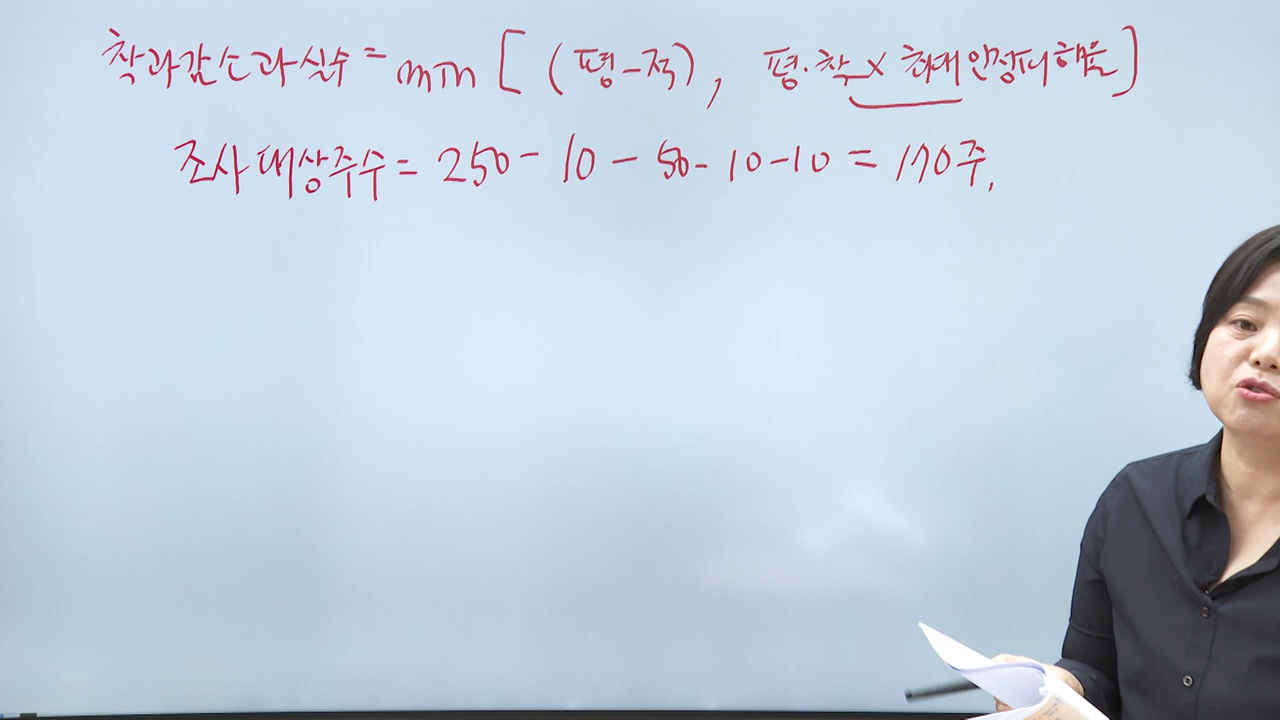 착과감소과실수 = min [ (평-적), 평·착 × 최대인정피해율 ]
조사대상주수 = 250 - 10 - 50 - 10 - 10 = 170주.